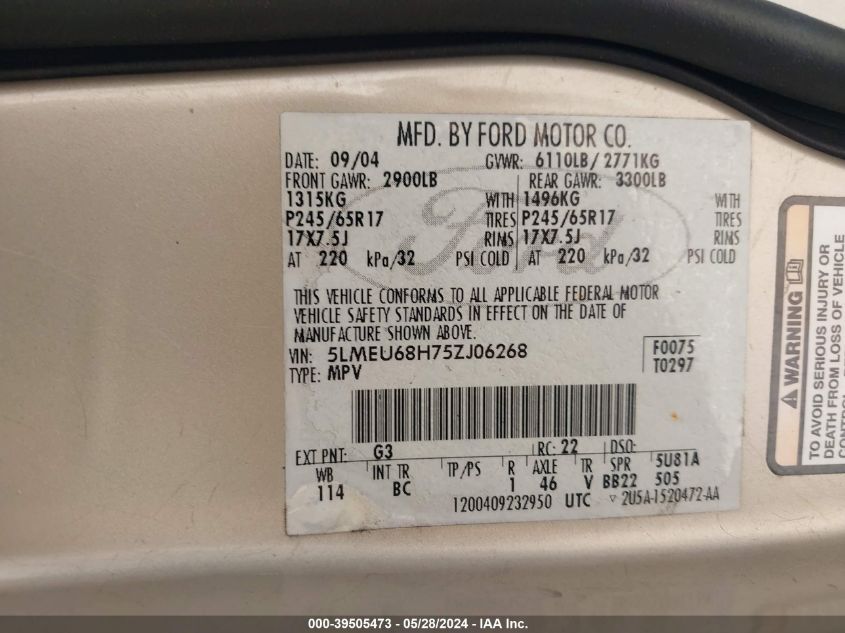 MFD. BY FORD MOTOR CO.
DATE: 09/04 GVWR: 6110LB/ 2771KG
FRONT GAWR: 2900LB REAR GAWR: 3300LB
1315KG WITH 1496KG WITH
P245/65R17 TIRES P245/65R17 TIRES
17X7.5J RIMS 17X7.5J RIMS
AT 220 kPa/32 PSI COLD AT 220 kPa/32 PSI COLD
Ford
THIS VEHICLE CONFORMS TO ALL APPLICABLE FEDERAL MOTOR
VEHICLE SAFETY STANDARDS IN EFFECT ON THE DATE OF
MANUFACTURE SHOWN ABOVE.
VIN: 5LMEU68H75ZJ06268 F0075
TYPE: MPV T0297
EXT PNT: G3 RC: 22 DSO:
WB INT TR TP/PS R AXLE TR SPR 5U81A
114 BC 1 46 V BB22 505
1200409232950 UTC 2U5A-1520472-AA
WARNING
TO AVOID SERIOUS INJURY OR
DEATH FROM LOSS OF VEHICLE
000-39505473 - 05/28/2024 - IAA Inc.